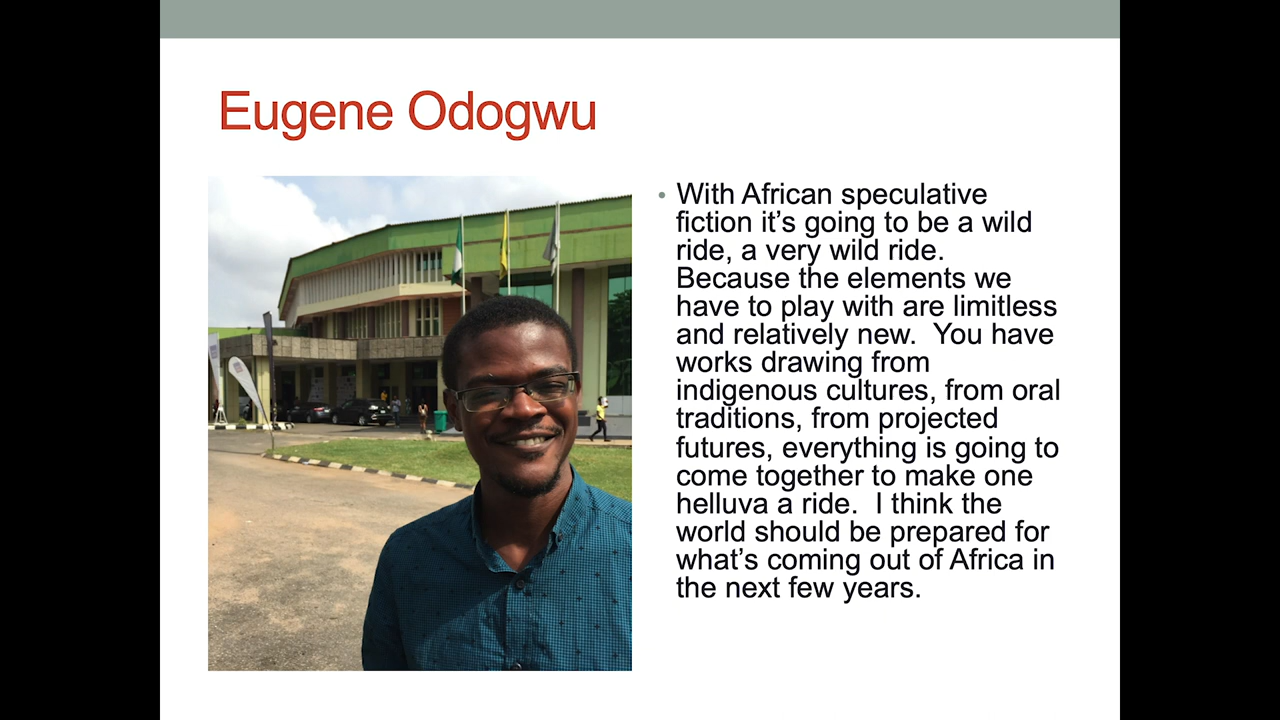 Eugene Odogwu
• With African speculative
fiction it’s going to be a wild
ride, a very wild ride.
Because the elements we
have to play with are limitless
and relatively new.  You have
works drawing from
indigenous cultures, from oral
traditions, from projected
futures, everything is going to
come together to make one
helluva a ride.  I think the
world should be prepared for
what’s coming out of Africa in
the next few years.